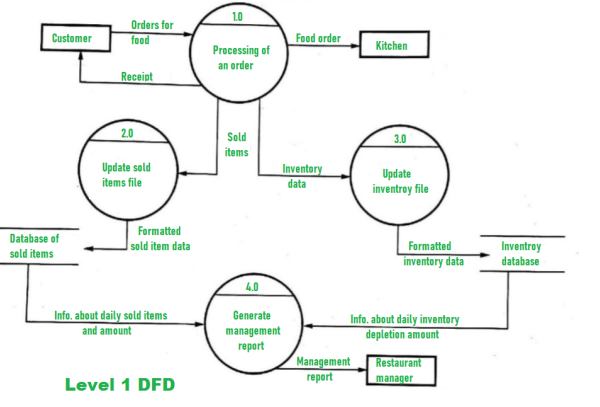 1.0
Processing of
an order
Customer
Orders for
food
Receipt
Food order
Kitchen
2.0
Update sold
items file
Sold
items
Inventory
data
3.0
Update
inventroy file
Formatted
sold item data
Database of
sold items
Formatted
inventory data
Inventroy
database
4.0
Generate
management
report
Info. about daily sold items
and amount
Info. about daily inventory
depletion amount
Management
report
Restaurant
manager
Level 1 DFD